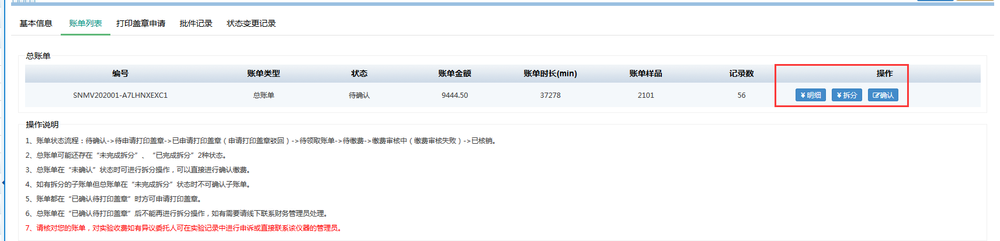 基本信息 账单列表 打印盖章申请 批件记录 状态变更记录
总账单
编号 账单类型 状态 账单金额 账单时长(min) 账单样品 记录数 操作
SNMV202001-A7LHNXEXC1 总账单 待确认 9444.50 37278 2101 56 ¥明细 ¥拆分 确认
操作说明
1、账单状态流程：待确认->待申请打印盖章->已申请打印盖章（申请打印盖章驳回）->待领取账单->待缴费->缴费审核中（缴费审核失败）->已核销。
2、总账单可能还存在“未完成拆分”、“已完成拆分”2种状态。
3、总账单在“未确认”状态时可进行拆分操作，可以直接进行确认缴费。
4、如有拆分的子账单但总账单在“未完成拆分”状态时不可确认子账单。
5、账单都在“已确认待打印盖章”时方可申请打印盖章。
6、总账单在“已确认待打印盖章”后不能再进行拆分操作，如有需要请线下联系财务管理员处理。
7、请核对您的账单，对实验收费如有异议委托人可在实验记录中进行申诉或直接联系该仪器的管理员。